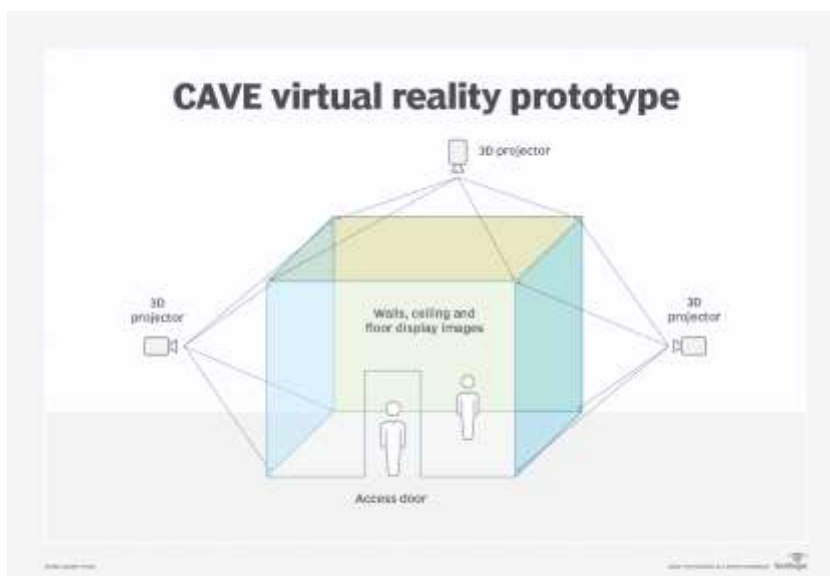 CAVE virtual reality prototype
3D projector
3D
projector
3D
projector
Walls, ceiling and
floor display images
Access door